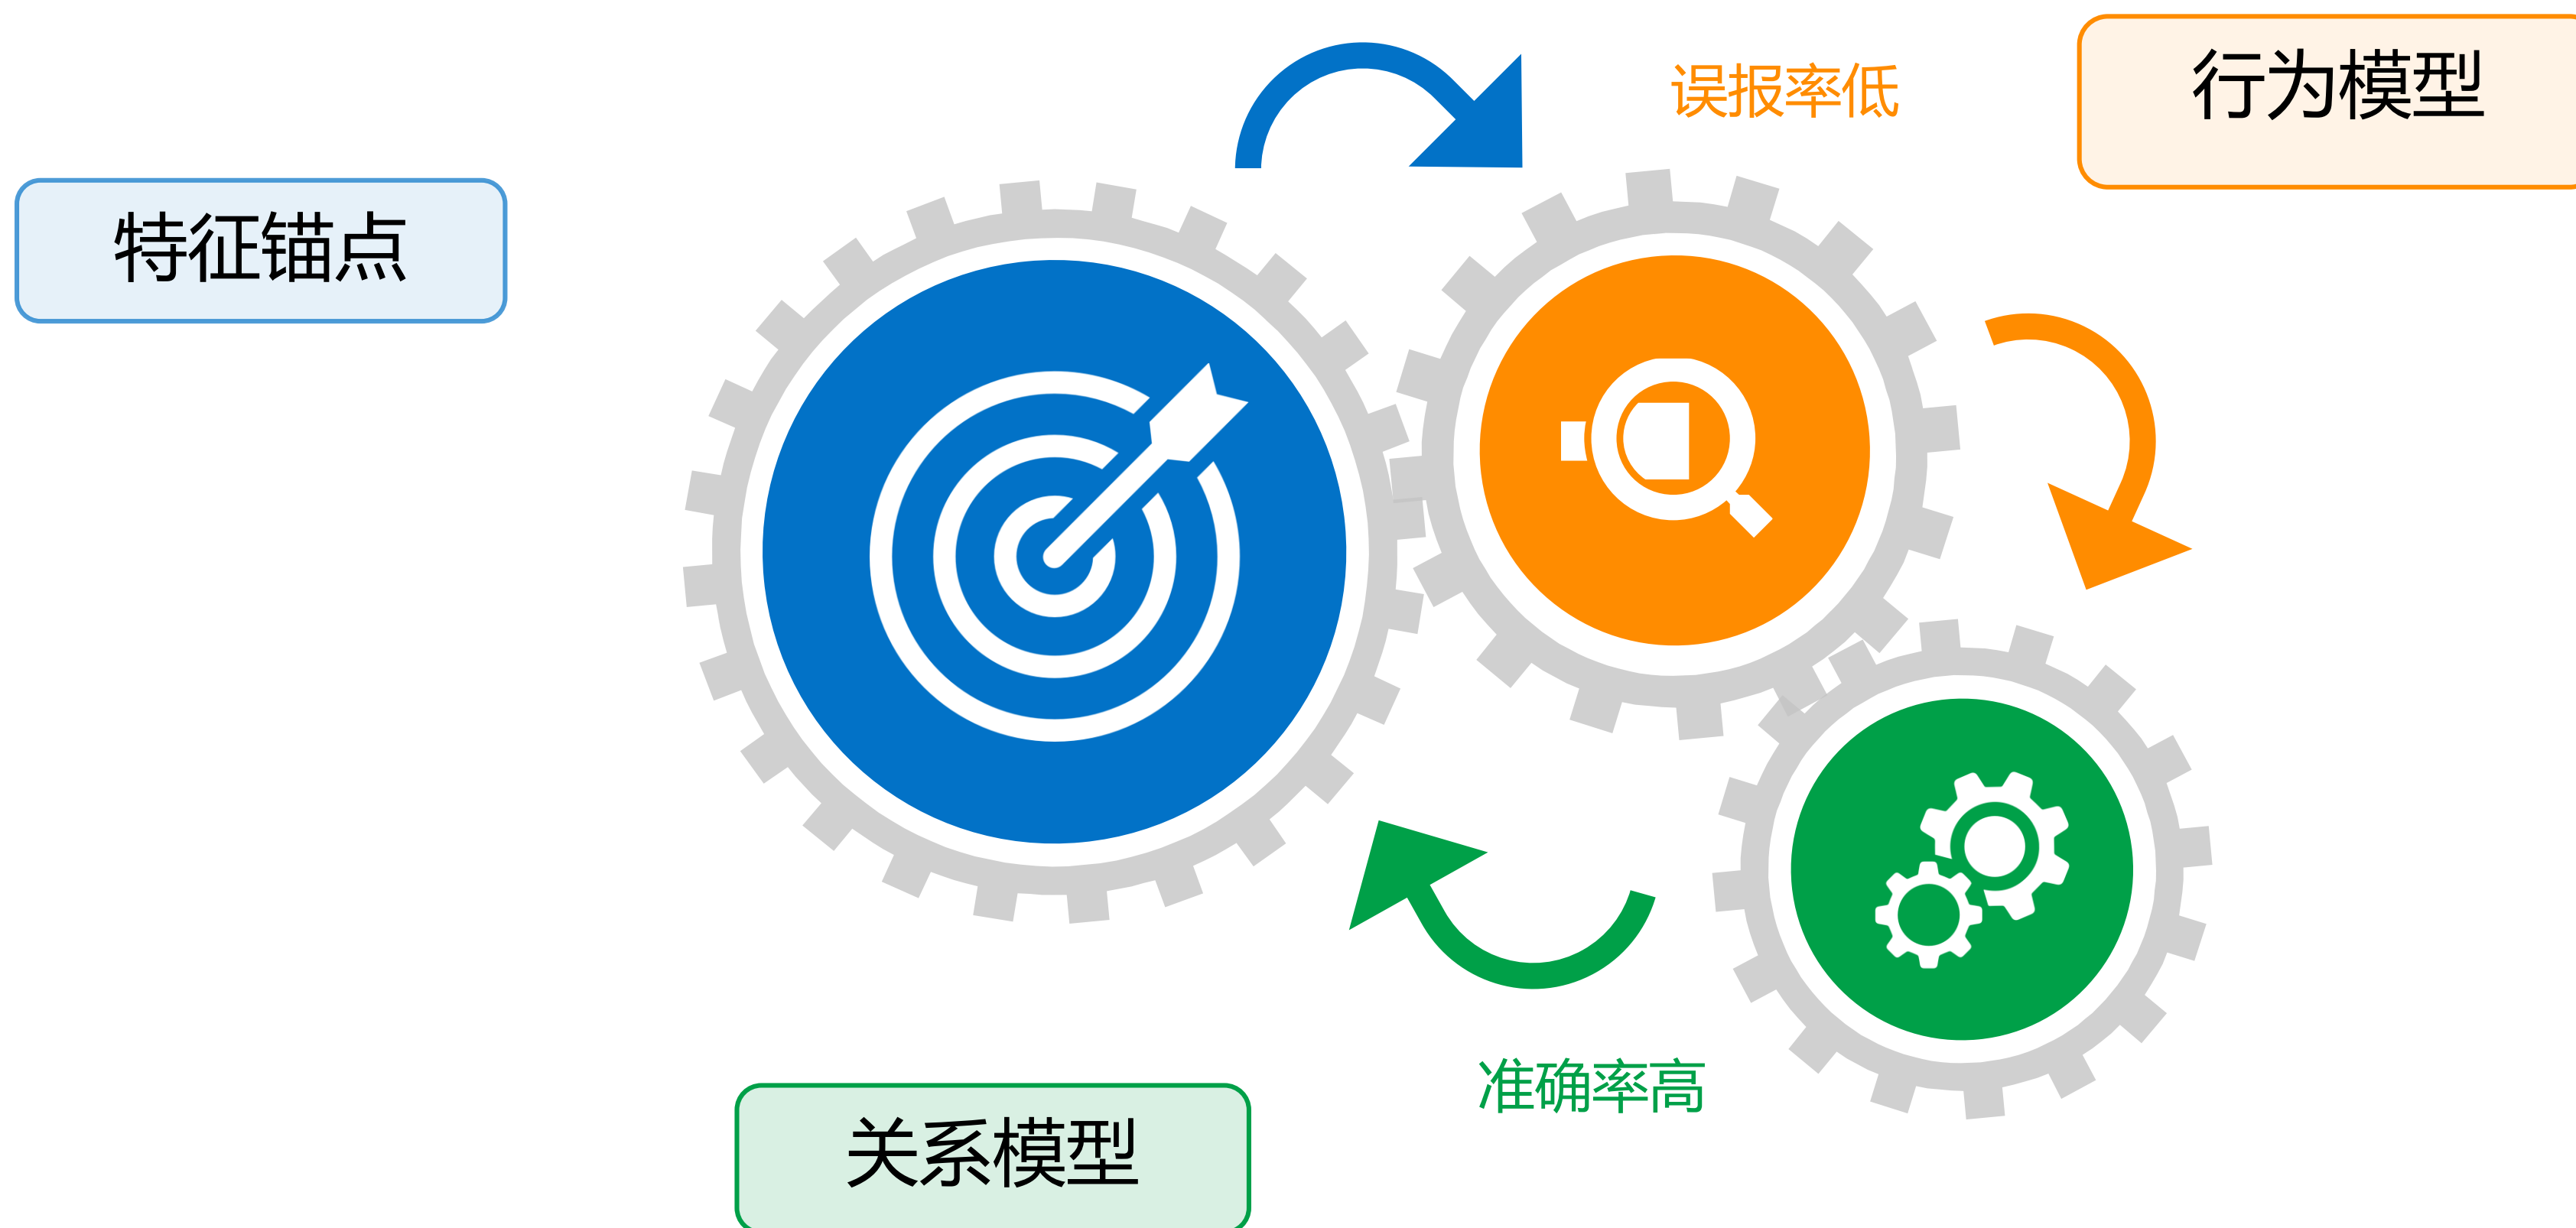 误报率低
行为模型
特征锚点
准确率高
关系模型